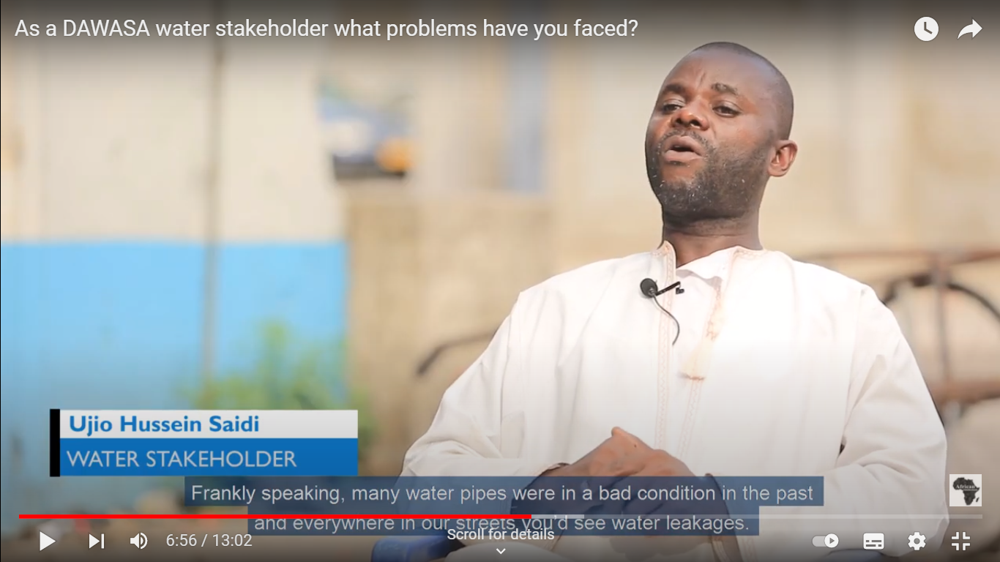 As a DAWASA water stakeholder what problems have you faced?
Ujio Hussein Saidi
WATER STAKEHOLDER
Frankly speaking, many water pipes were in a bad condition in the past
and everywhere in our streets you'd see water leakages.
Scroll for details
6:56 / 13:02
African